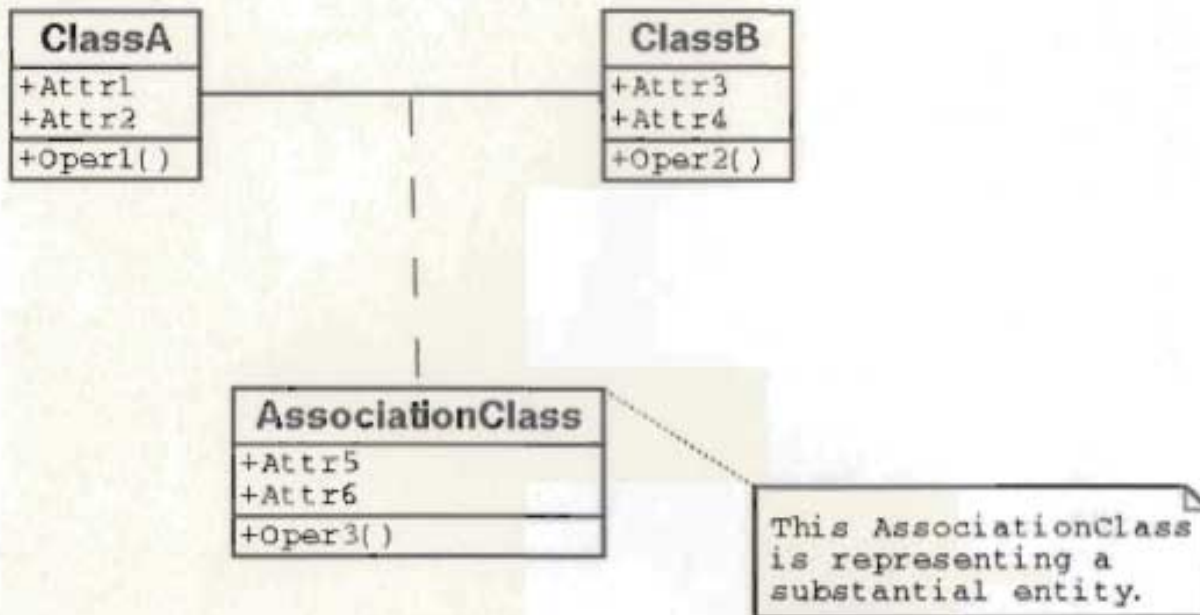 ClassA
+Attr1
+Attr2
+Oper1()
ClassB
+Attr3
+Attr4
+Oper2()
AssociationClass
+Attr5
+Attr6
+Oper3()
This AssociationClass
is representing a
substantial entity.